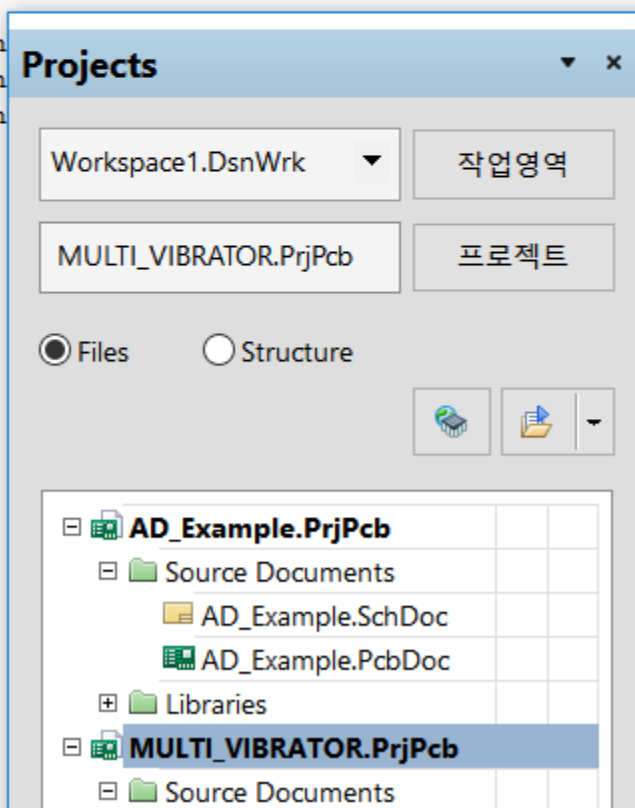 Projects
Workspace1.DsnWrk 작업영역
MULTI_VIBRATOR.PrjPcb 프로젝트
Files Structure
AD_Example.PrjPcb
Source Documents
AD_Example.SchDoc
AD_Example.PcbDoc
Libraries
MULTI_VIBRATOR.PrjPcb
Source Documents